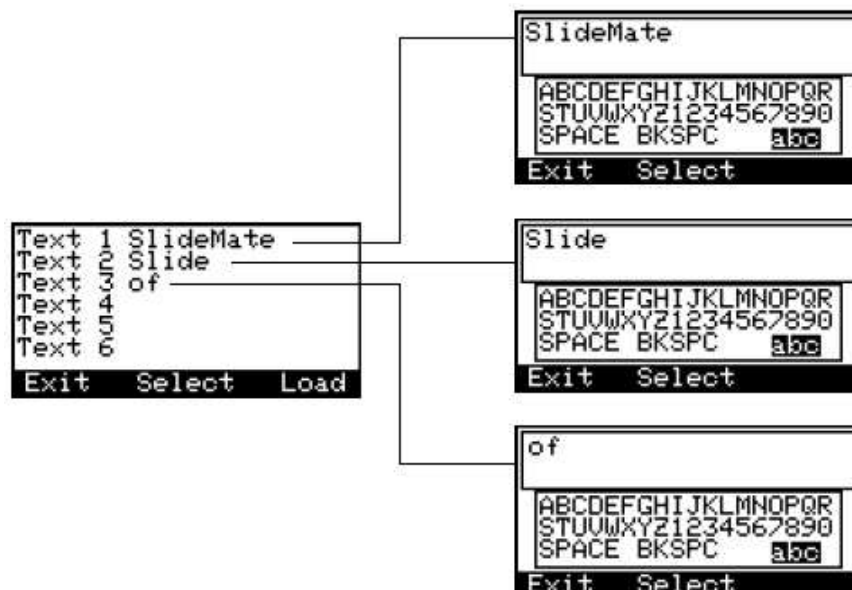 SlideMate
ABCDEFGHIJKLMNOPQR
STUVWXYZ1234567890
SPACE BKSPC abc
Exit Select
Text 1 SlideMate
Text 2 Slide
Text 3 of
Text 4
Text 5
Text 6
Exit Select Load
Slide
ABCDEFGHIJKLMNOPQR
STUVWXYZ1234567890
SPACE BKSPC abc
Exit Select
of
ABCDEFGHIJKLMNOPQR
STUVWXYZ1234567890
SPACE BKSPC abc
Exit Select